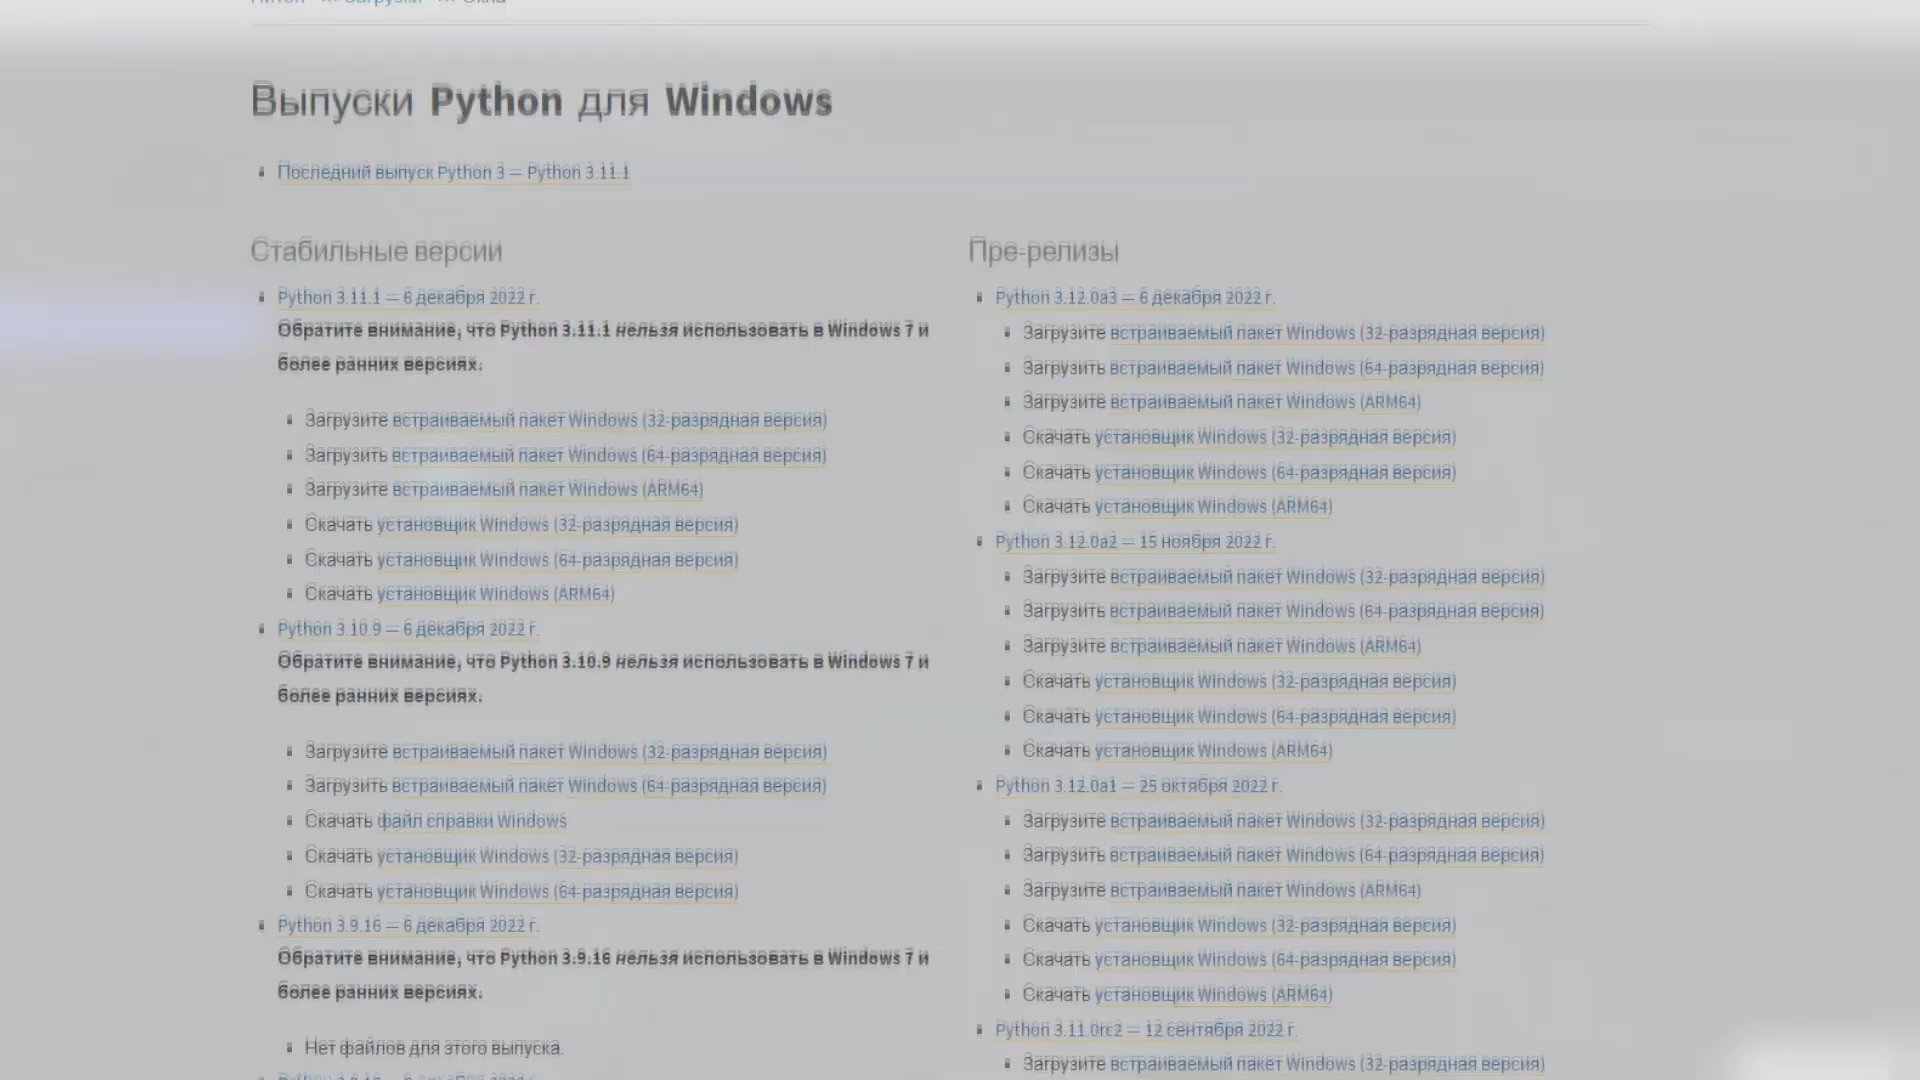 Питон >>> Загрузки >>> Окна
Выпуски Python для Windows
Последний выпуск Python 3 — Python 3.11.1
Стабильные версии
Python 3.11.1 — 6 декабря 2022 г.
Обратите внимание, что Python 3.11.1 нельзя использовать в Windows 7 и
более ранних версиях.
Загрузите встраиваемый пакет Windows (32-разрядная версия)
Загрузить встраиваемый пакет Windows (64-разрядная версия)
Загрузите встраиваемый пакет Windows (ARM64)
Скачать установщик Windows (32-разрядная версия)
Скачать установщик Windows (64-разрядная версия)
Скачать установщик Windows (ARM64)
Python 3.10.9 — 6 декабря 2022 г.
Обратите внимание, что Python 3.10.9 нельзя использовать в Windows 7 и
более ранних версиях.
Загрузите встраиваемый пакет Windows (32-разрядная версия)
Загрузить встраиваемый пакет Windows (64-разрядная версия)
Скачать файл справки Windows
Скачать установщик Windows (32-разрядная версия)
Скачать установщик Windows (64-разрядная версия)
Python 3.9.16 — 6 декабря 2022 г.
Обратите внимание, что Python 3.9.16 нельзя использовать в Windows 7 и
более ранних версиях.
Нет файлов для этого выпуска.
Пре-релизы
Python 3.12.0a3 — 6 декабря 2022 г.
Загрузите встраиваемый пакет Windows (32-разрядная версия)
Загрузить встраиваемый пакет Windows (64-разрядная версия)
Загрузите встраиваемый пакет Windows (ARM64)
Скачать установщик Windows (32-разрядная версия)
Скачать установщик Windows (64-разрядная версия)
Скачать установщик Windows (ARM64)
Python 3.12.0a2 — 15 ноября 2022 г.
Загрузите встраиваемый пакет Windows (32-разрядная версия)
Загрузить встраиваемый пакет Windows (64-разрядная версия)
Загрузите встраиваемый пакет Windows (ARM64)
Скачать установщик Windows (32-разрядная версия)
Скачать установщик Windows (64-разрядная версия)
Скачать установщик Windows (ARM64)
Python 3.12.0a1 — 25 октября 2022 г.
Загрузите встраиваемый пакет Windows (32-разрядная версия)
Загрузить встраиваемый пакет Windows (64-разрядная версия)
Загрузите встраиваемый пакет Windows (ARM64)
Скачать установщик Windows (32-разрядная версия)
Скачать установщик Windows (64-разрядная версия)
Скачать установщик Windows (ARM64)
Python 3.11.0rc2 — 12 сентября 2022 г.
Загрузите встраиваемый пакет Windows (32-разрядная версия)